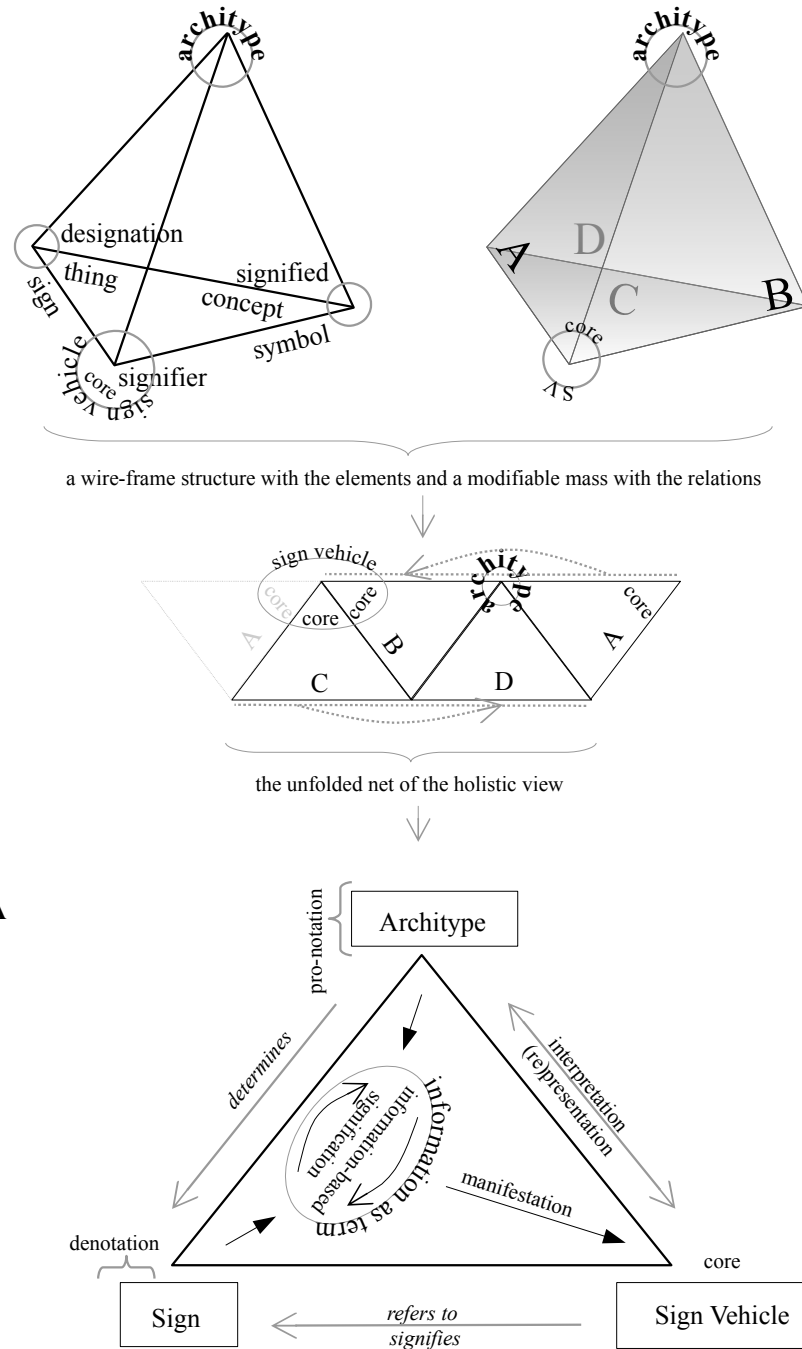 architype
designation
thing
signified
sign
concept
symbol
signifier
core
sign vehicle
architype
A
D
C
B
core
SV
a wire-frame structure with the elements and a modifiable mass with the relations
sign vehicle
architype
core
core
core
core
A
B
A
C
D
the unfolded net of the holistic view
A
Architype
pro-notation
determines
interpretation
(re)presentation
information as term
information-based
signification
manifestation
denotation
core
Sign
refers to
signifies
Sign Vehicle